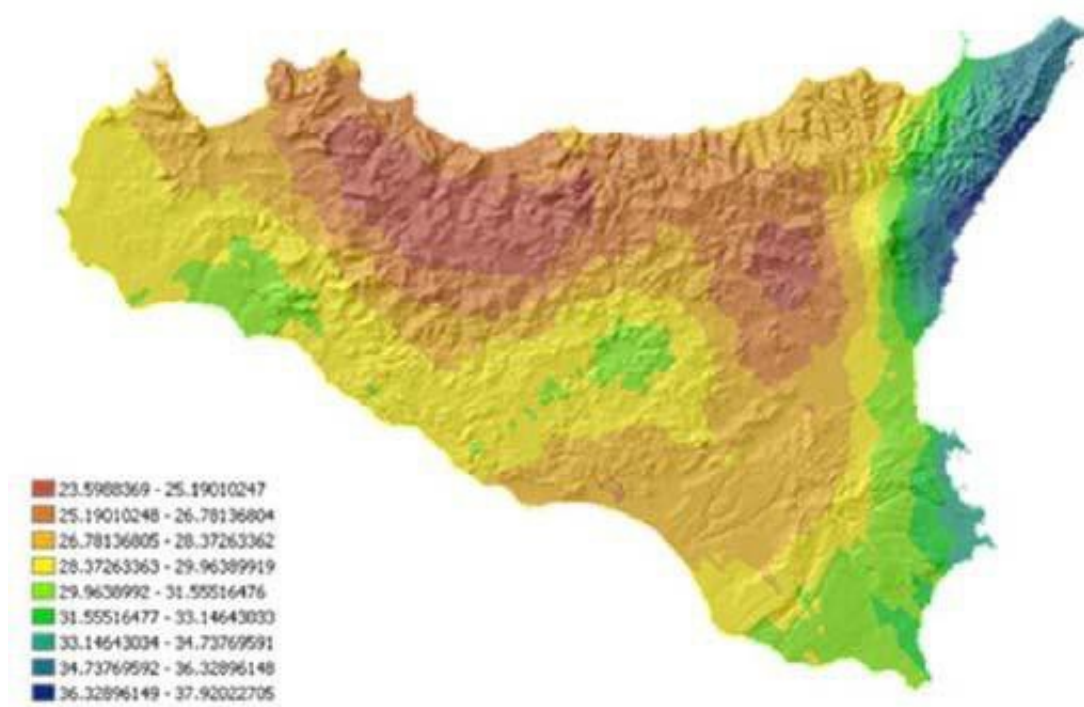 23.5988369 - 25.19010247
25.19010248 - 26.78136804
26.78136805 - 28.37263362
28.37263363 - 29.96389919
29.9638992 - 31.55516476
31.55516477 - 33.14643033
33.14643034 - 34.73769591
34.73769592 - 36.32896148
36.32896149 - 37.92022705